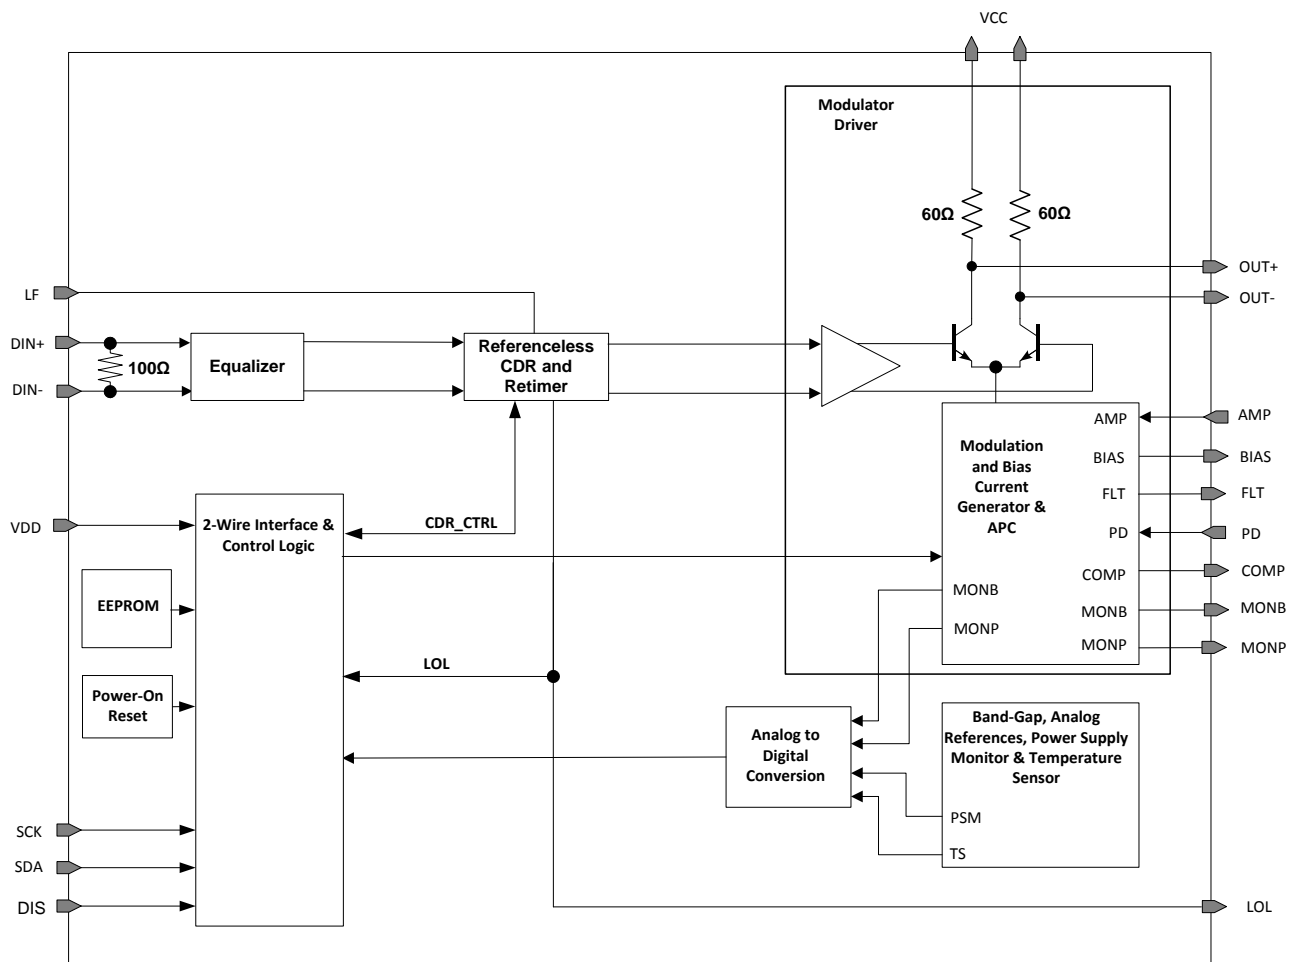 VCC
Modulator
Driver
60Ω
60Ω
OUT+
OUT-
LF
DIN+
DIN-
100Ω
Equalizer
Referenceless
CDR and
Retimer
AMP
BIAS
FLT
PD
COMP
MONB
MONP
Modulation
and Bias
Current
Generator &
APC
MONB
MONP
AMP
BIAS
FLT
PD
COMP
MONB
MONP
VDD
2-Wire Interface &
Control Logic
CDR_CTRL
EEPROM
LOL
Power-On
Reset
Analog to
Digital
Conversion
Band-Gap, Analog
References, Power Supply
Monitor & Temperature
Sensor
PSM
TS
SCK
SDA
DIS
LOL